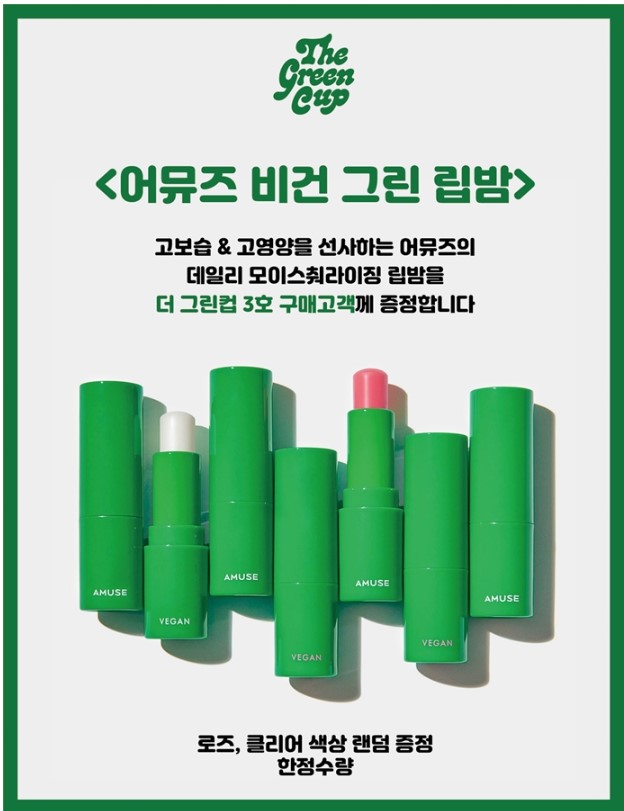 The
Green
Cup
<어뮤즈 비건 그린 립밤>
고보습 & 고영양을 선사하는 어뮤즈의
데일리 모이스춰라이징 립밤을
더 그린컵 3호 구매고객께 증정합니다
AMUSE
VEGAN
AMUSE
VEGAN
AMUSE
VEGAN
AMUSE
로즈, 클리어 색상 랜덤 증정
한정수량